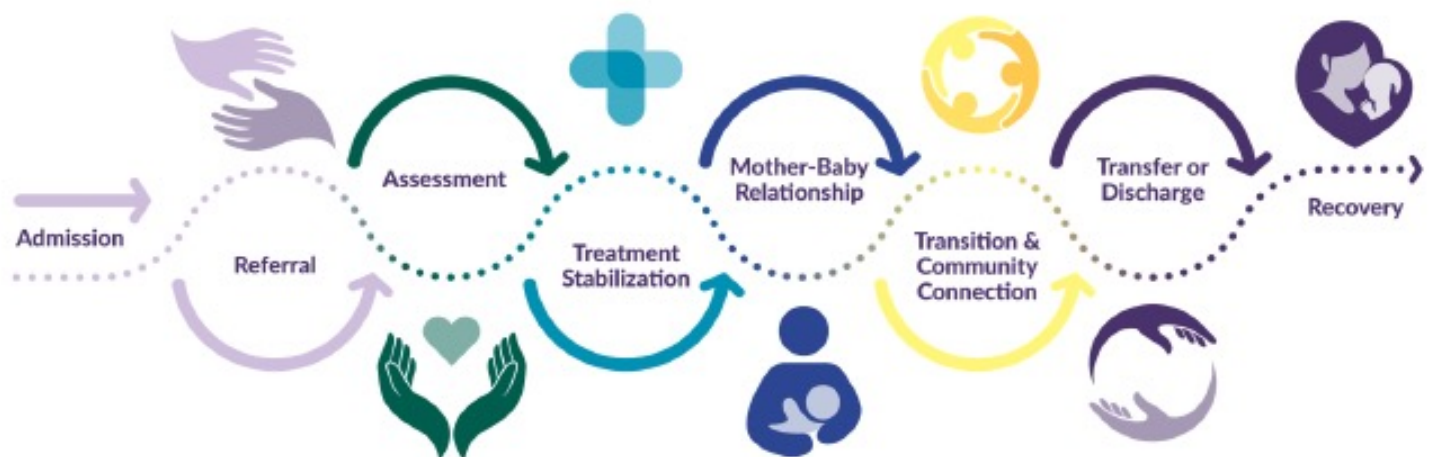 Admission
Referral
Assessment
Treatment
Stabilization
Mother-Baby
Relationship
Transition &
Community
Connection
Transfer or
Discharge
Recovery